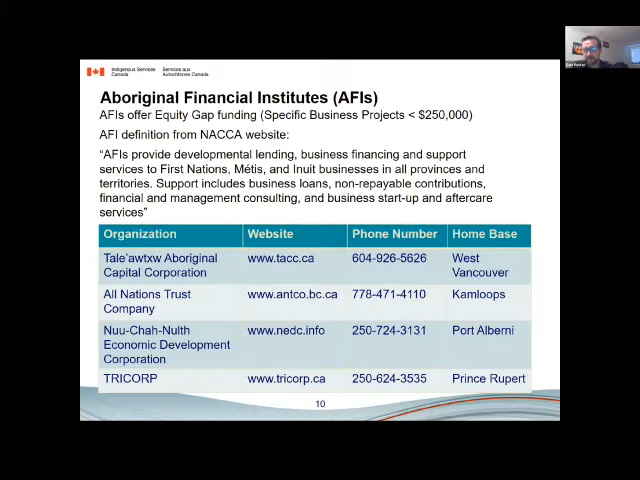 Indigenous Services Services aux
Canada Autochtones Canada
Aboriginal Financial Institutes (AFIs)
AFIs offer Equity Gap funding (Specific Business Projects < $250,000)
AFI definition from NACCA website:
“AFIs provide developmental lending, business financing and support
services to First Nations, Métis, and Inuit businesses in all provinces and
territories. Support includes business loans, non-repayable contributions,
financial and management consulting, and business start-up and aftercare
services”
Organization Website Phone Number Home Base
Tale’awtxw Aboriginal www.tacc.ca 604-926-5626 West
Capital Corporation Vancouver
All Nations Trust www.antco.bc.ca 778-471-4110 Kamloops
Company
Nuu-Chah-Nulth www.nedc.info 250-724-3131 Port Alberni
Economic Development
Corporation
TRICORP www.tricorp.ca 250-624-3535 Prince Rupert
10